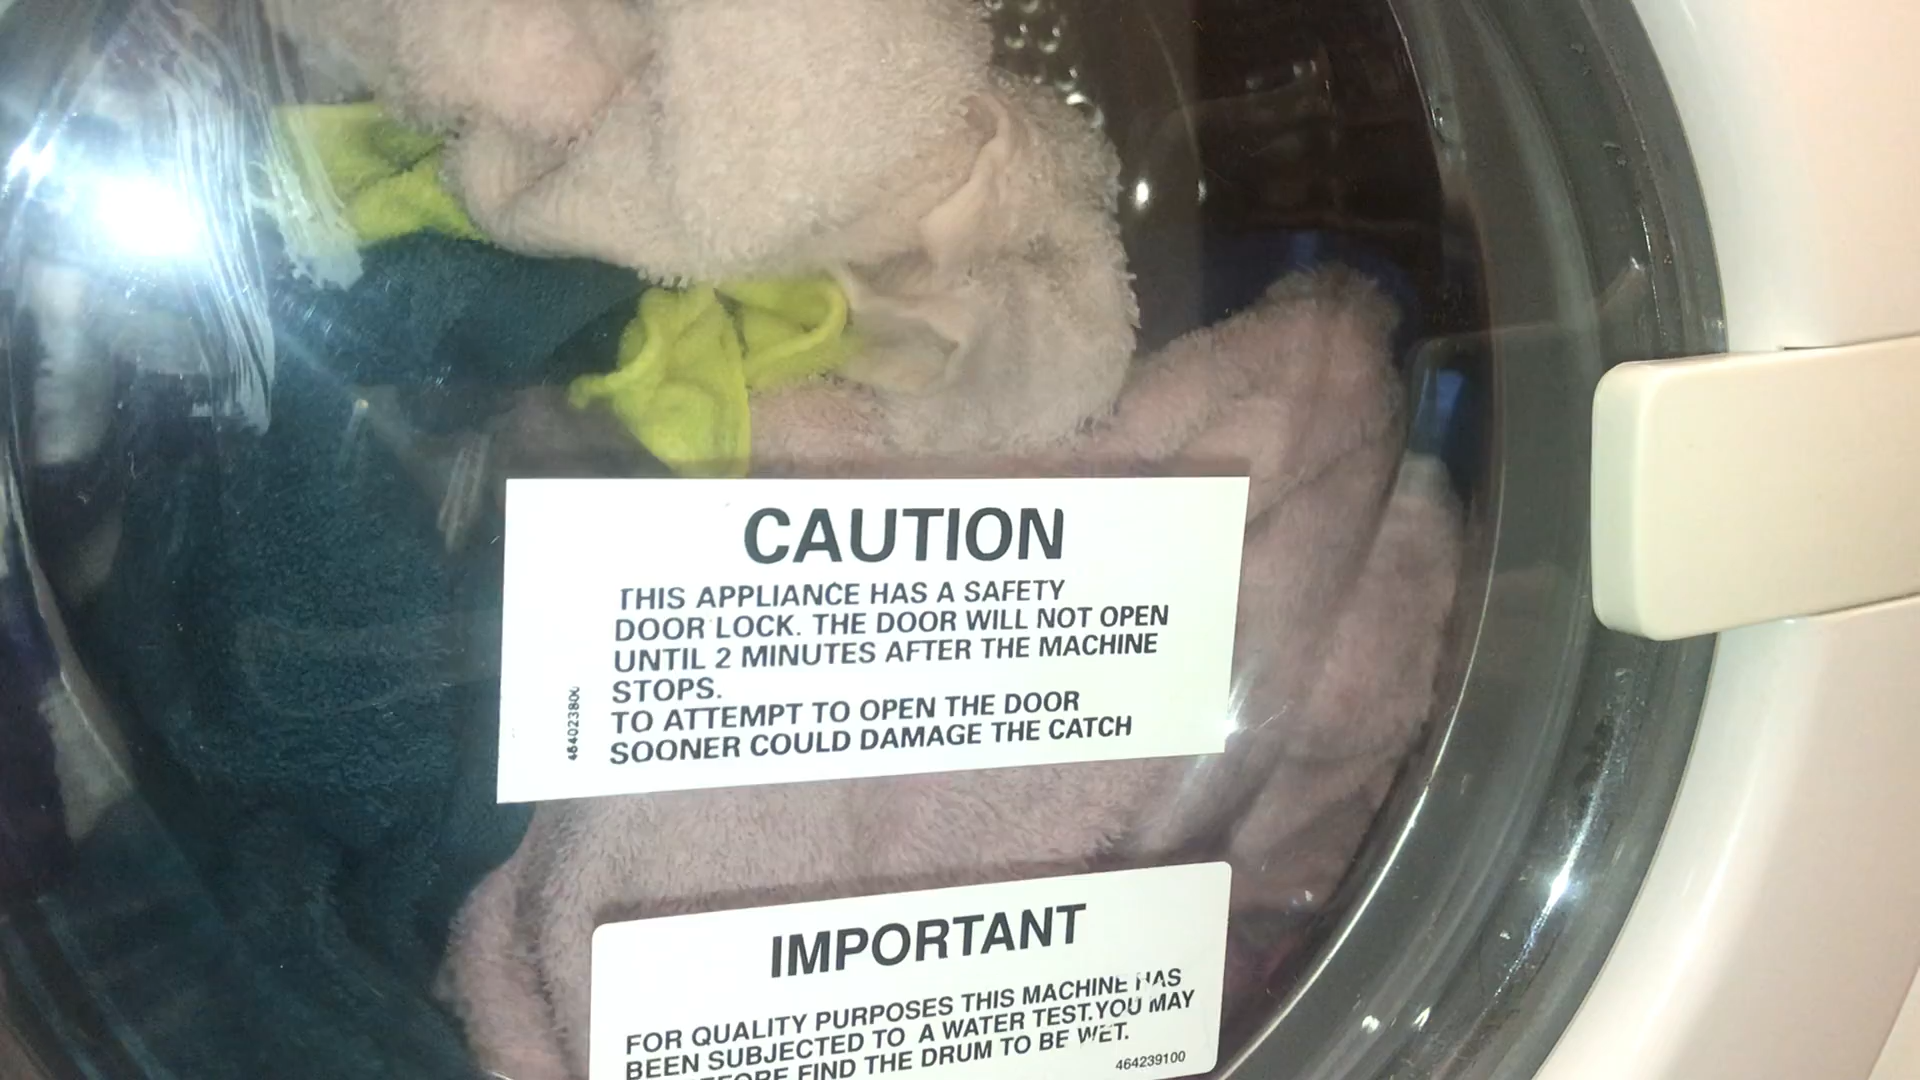 CAUTION
THIS APPLIANCE HAS A SAFETY
DOOR LOCK. THE DOOR WILL NOT OPEN
UNTIL 2 MINUTES AFTER THE MACHINE
STOPS.
TO ATTEMPT TO OPEN THE DOOR
SOONER COULD DAMAGE THE CATCH
IMPORTANT
FOR QUALITY PURPOSES THIS MACHINE HAS
BEEN SUBJECTED TO A WATER TEST.YOU MAY
THEREFORE FIND THE DRUM TO BE WET.
464239100